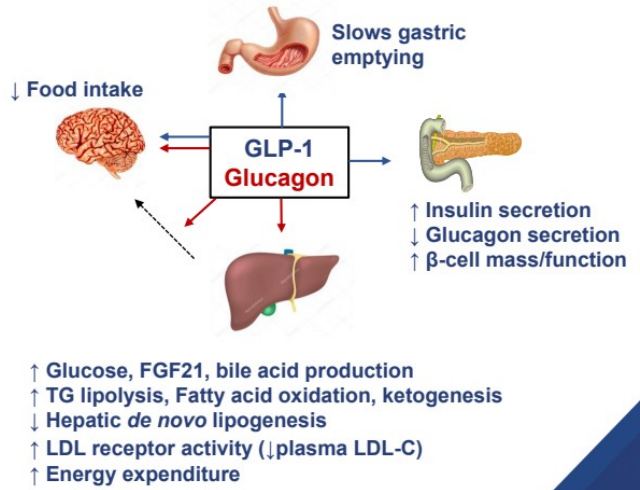 Slows gastric
emptying
↓ Food intake
GLP-1
Glucagon
↑ Insulin secretion
↓ Glucagon secretion
↑ β-cell mass/function
↑ Glucose, FGF21, bile acid production
↑ TG lipolysis, Fatty acid oxidation, ketogenesis
↓ Hepatic de novo lipogenesis
↑ LDL receptor activity (↓plasma LDL-C)
↑ Energy expenditure